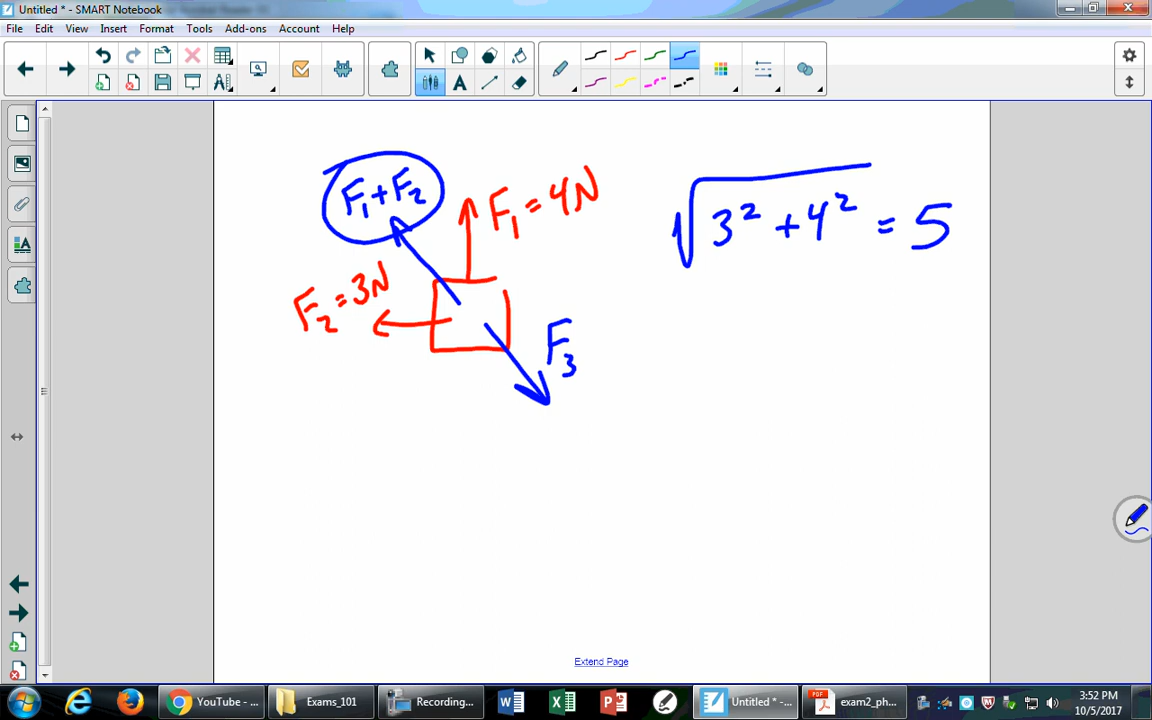 Untitled * - SMART Notebook
File Edit View Insert Format Tools Add-ons Account Help
F₁ + F₂
F₁ = 4N
√3² + 4² = 5
F₂ = 3N
F₃
Extend Page
YouTube - ...
Exams_101
Recording...
Untitled * -...
exam2_ph...
3:52 PM
10/5/2017